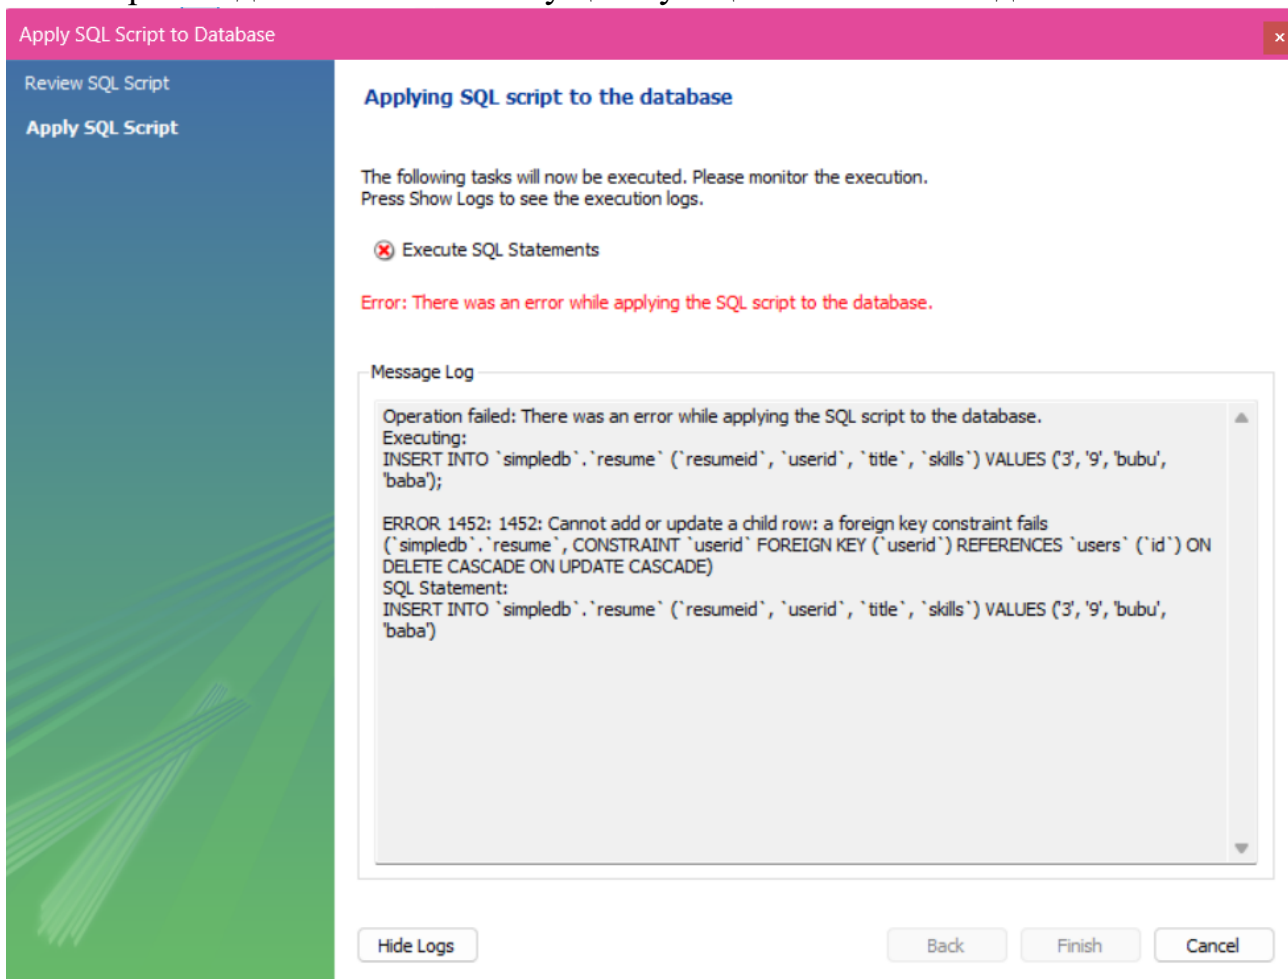 Apply SQL Script to Database
Review SQL Script
Apply SQL Script
Applying SQL script to the database
The following tasks will now be executed. Please monitor the execution.
Press Show Logs to see the execution logs.
Execute SQL Statements
Error: There was an error while applying the SQL script to the database.
Message Log
Operation failed: There was an error while applying the SQL script to the database.
Executing:
INSERT INTO `simpledb`.`resume` (`resumeid`, `userid`, `title`, `skills`) VALUES ('3', '9', 'bubu',
'baba');
ERROR 1452: 1452: Cannot add or update a child row: a foreign key constraint fails
(`simpledb`.`resume`, CONSTRAINT `userid` FOREIGN KEY (`userid`) REFERENCES `users` (`id`) ON
DELETE CASCADE ON UPDATE CASCADE)
SQL Statement:
INSERT INTO `simpledb`.`resume` (`resumeid`, `userid`, `title`, `skills`) VALUES ('3', '9', 'bubu',
'baba')
Hide Logs
Back
Finish
Cancel